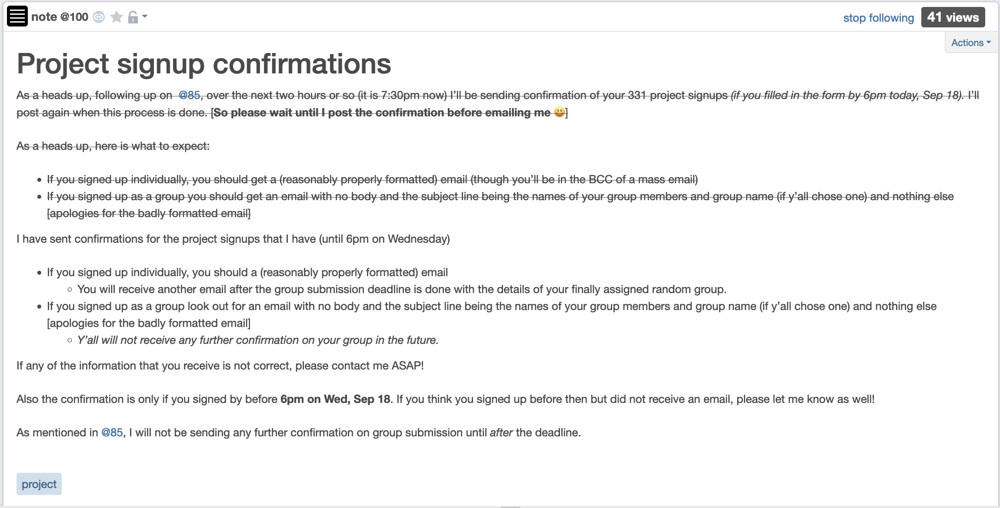 note @100
stop following
41 views
Actions
Project signup confirmations
As a heads up, following up on @85, over the next two hours or so (it is 7:30pm now) I’ll be sending confirmation of your 331 project signups (if you filled in the form by 6pm today, Sep 18). I’ll
post again when this process is done. [So please wait until I post the confirmation before emailing me 😃]
As a heads up, here is what to expect:
• If you signed up individually, you should get a (reasonably properly formatted) email (though you’ll be in the BCC of a mass email)
• If you signed up as a group you should get an email with no body and the subject line being the names of your group members and group name (if y’all chose one) and nothing else
[apologies for the badly formatted email]
I have sent confirmations for the project signups that I have (until 6pm on Wednesday)
• If you signed up individually, you should a (reasonably properly formatted) email
◦ You will receive another email after the group submission deadline is done with the details of your finally assigned random group.
• If you signed up as a group look out for an email with no body and the subject line being the names of your group members and group name (if y’all chose one) and nothing else
[apologies for the badly formatted email]
◦ Y’all will not receive any further confirmation on your group in the future.
If any of the information that you receive is not correct, please contact me ASAP!
Also the confirmation is only if you signed by before 6pm on Wed, Sep 18. If you think you signed up before then but did not receive an email, please let me know as well!
As mentioned in @85, I will not be sending any further confirmation on group submission until after the deadline.
project